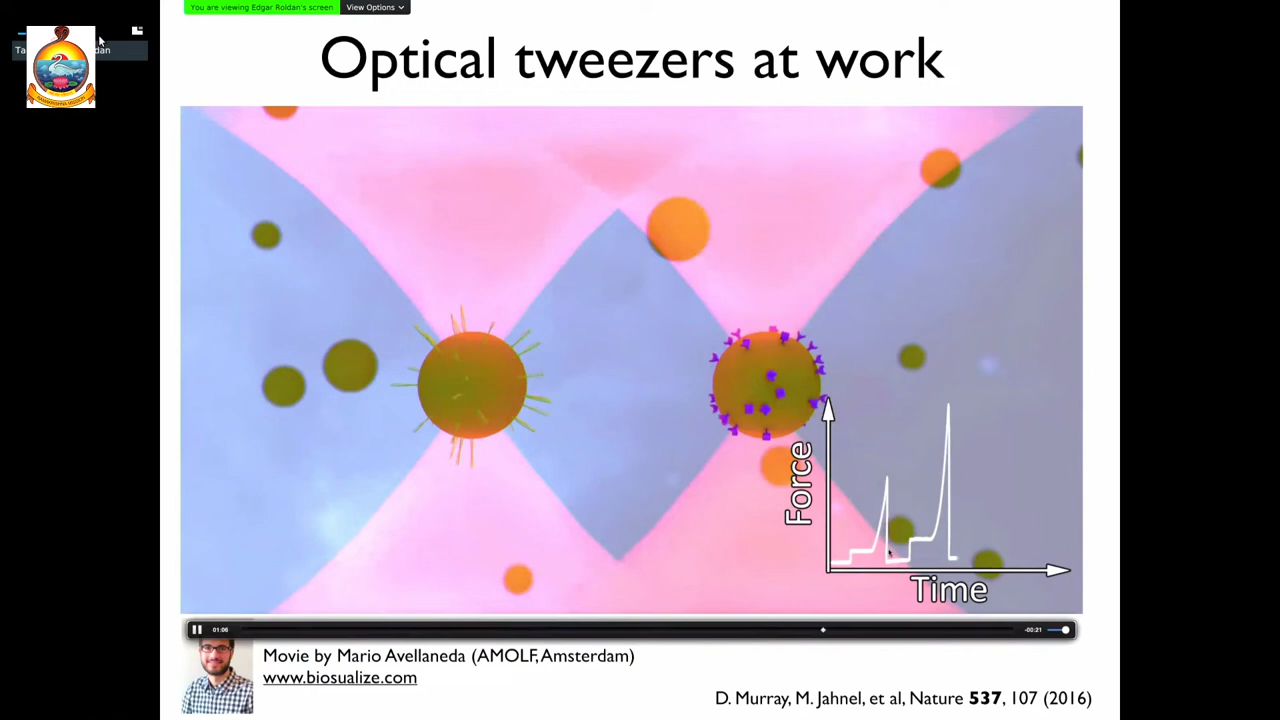 You are viewing Edgar Roldan's screen
View Options
Optical tweezers at work
Force
Time
01:06
-00:21
Movie by Mario Avellaneda (AMOLF, Amsterdam)
www.biosualize.com
D. Murray, M. Jahnel, et al, Nature 537, 107 (2016)